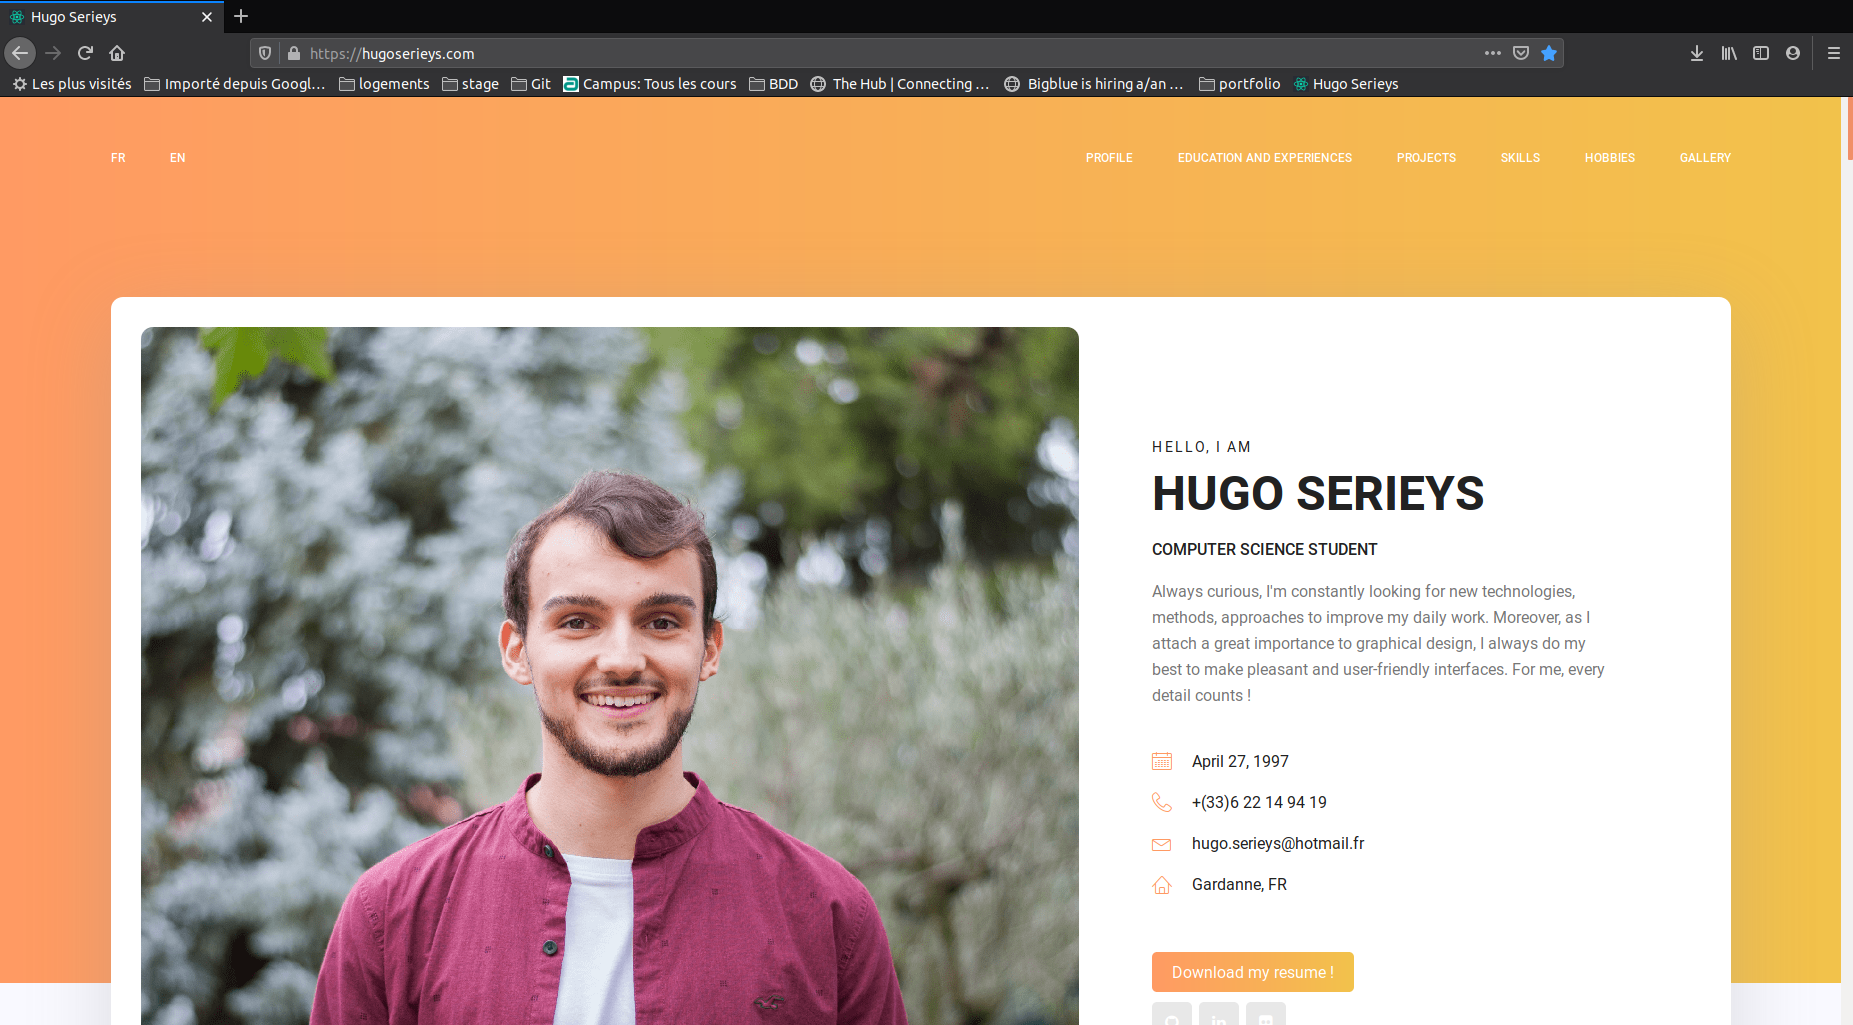 Hugo Serieys
https://hugoserieys.com
Les plus visités Importé depuis Googl… logements stage Git Campus: Tous les cours BDD The Hub | Connecting … Bigblue is hiring a/an … portfolio Hugo Serieys
FR EN PROFILE EDUCATION AND EXPERIENCES PROJECTS SKILLS HOBBIES GALLERY
HELLO, I AM
HUGO SERIEYS
COMPUTER SCIENCE STUDENT
Always curious, I'm constantly looking for new technologies,
methods, approaches to improve my daily work. Moreover, as I
attach a great importance to graphical design, I always do my
best to make pleasant and user-friendly interfaces. For me, every
detail counts !
April 27, 1997
+(33)6 22 14 94 19
hugo.serieys@hotmail.fr
Gardanne, FR
Download my resume !
in